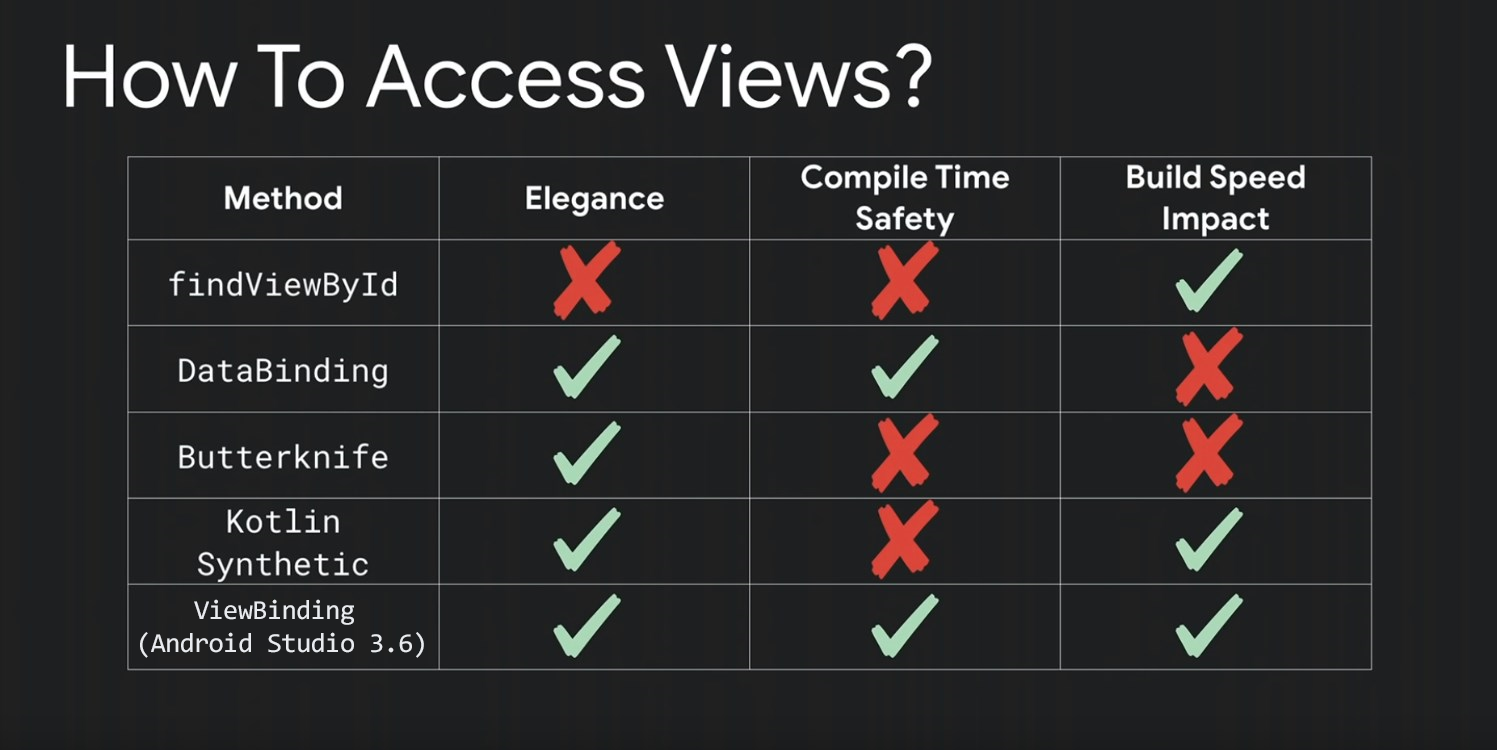 How To Access Views?
Method
Elegance
Compile Time
Safety
Build Speed
Impact
findViewById
DataBinding
Butterknife
Kotlin
Synthetic
ViewBinding
(Android Studio 3.6)